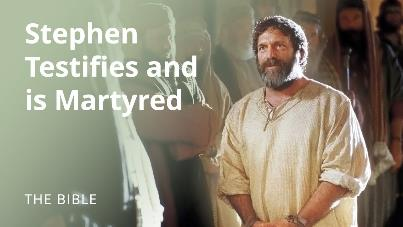 Stephen
Testifies and
is Martyred
THE BIBLE